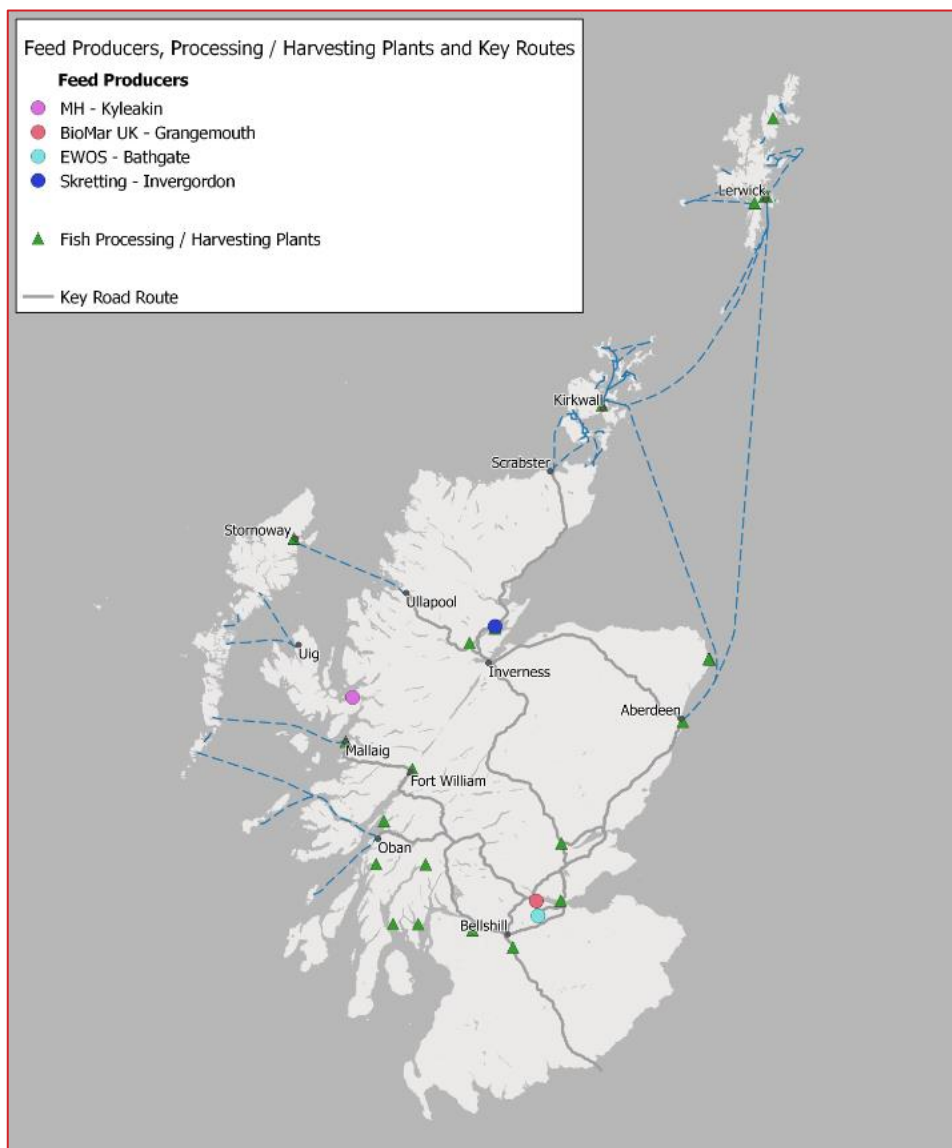 Feed Producers, Processing / Harvesting Plants and Key Routes
Feed Producers
MH - Kyleakin
BioMar UK - Grangemouth
EWOS - Bathgate
Skretting - Invergordon
Fish Processing / Harvesting Plants
Key Road Route
Lerwick
Kirkwall
Scrabster
Stornoway
Ullapool
Uig
Inverness
Aberdeen
Mallaig
Fort William
Oban
Bellshill